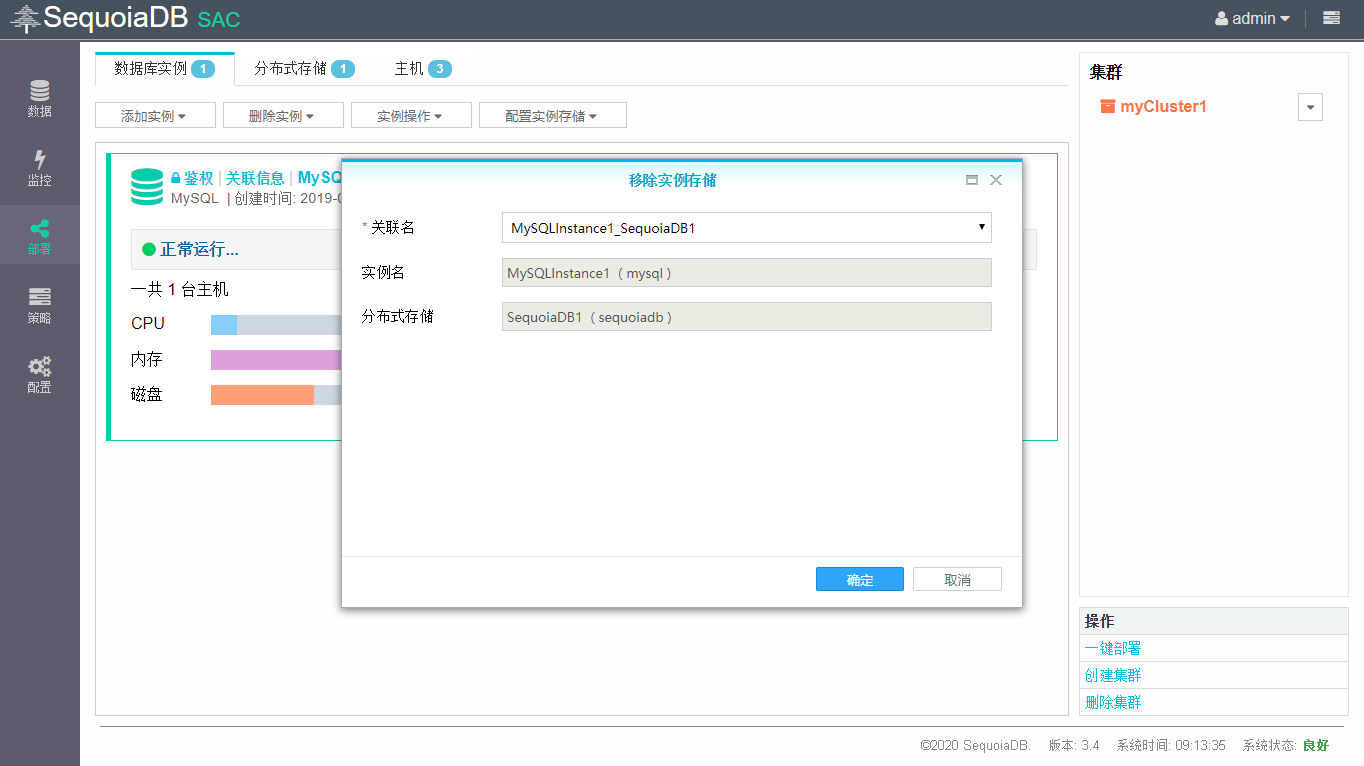 SequoiaDB SAC
admin
数据
监控
部署
策略
配置
数据库实例 1
分布式存储 1
主机 3
添加实例
删除实例
实例操作
配置实例存储
鉴权 | 关联信息 | MySQ
MySQL | 创建时间: 2019-0
正常运行...
一共 1 台主机
CPU
内存
磁盘
移除实例存储
* 关联名
MySQLInstance1_SequoiaDB1
实例名
MySQLInstance1 ( mysql )
分布式存储
SequoiaDB1 ( sequoiadb )
确定
取消
集群
myCluster1
操作
一键部署
创建集群
删除集群
©2020 SequoiaDB. 版本: 3.4 系统时间: 09:13:35 系统状态: 良好